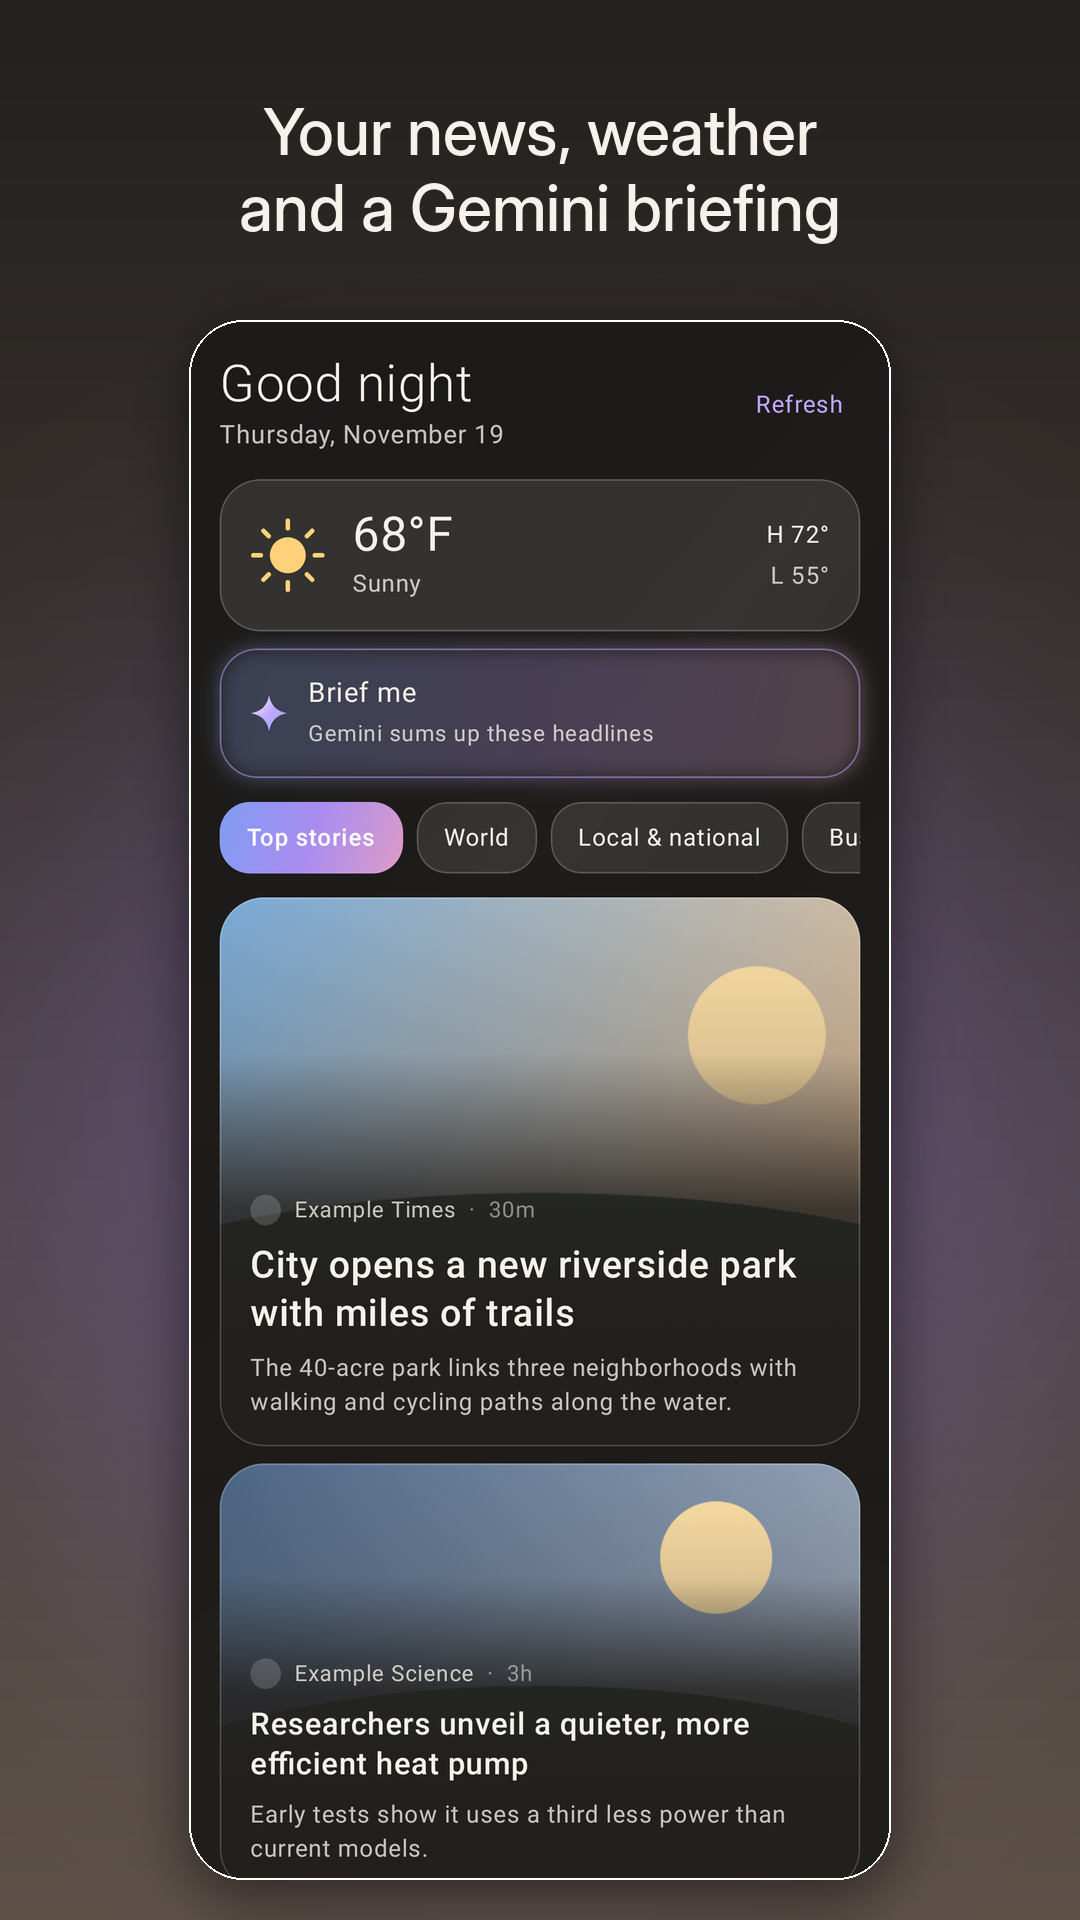 Your news, weather
and a Gemini briefing
Good night
Thursday, November 19
Refresh
68°F
Sunny
H 72°
L 55°
Brief me
Gemini sums up these headlines
Top stories
World
Local & national
Example Times · 30m
City opens a new riverside park
with miles of trails
The 40-acre park links three neighborhoods with
walking and cycling paths along the water.
Example Science · 3h
Researchers unveil a quieter, more
efficient heat pump
Early tests show it uses a third less power than
current models.